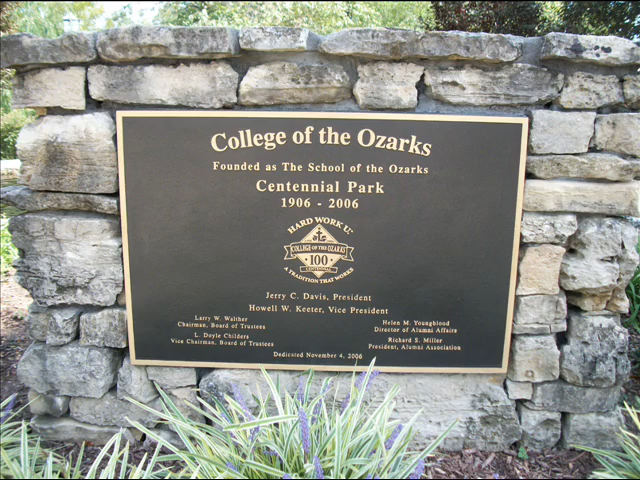 College of the Ozarks
Founded as The School of the Ozarks
Centennial Park
1906 - 2006
HARD WORK U.
COLLEGE OF THE OZARKS
100
CENTENNIAL
A TRADITION THAT WORKS
Jerry C. Davis, President
Howell W. Keeter, Vice President
Larry W. Walther
Chairman, Board of Trustees
L. Doyle Childers
Vice Chairman, Board of Trustees
Helen M. Youngblood
Director of Alumni Affairs
Richard S. Miller
President, Alumni Association
Dedicated November 4, 2006